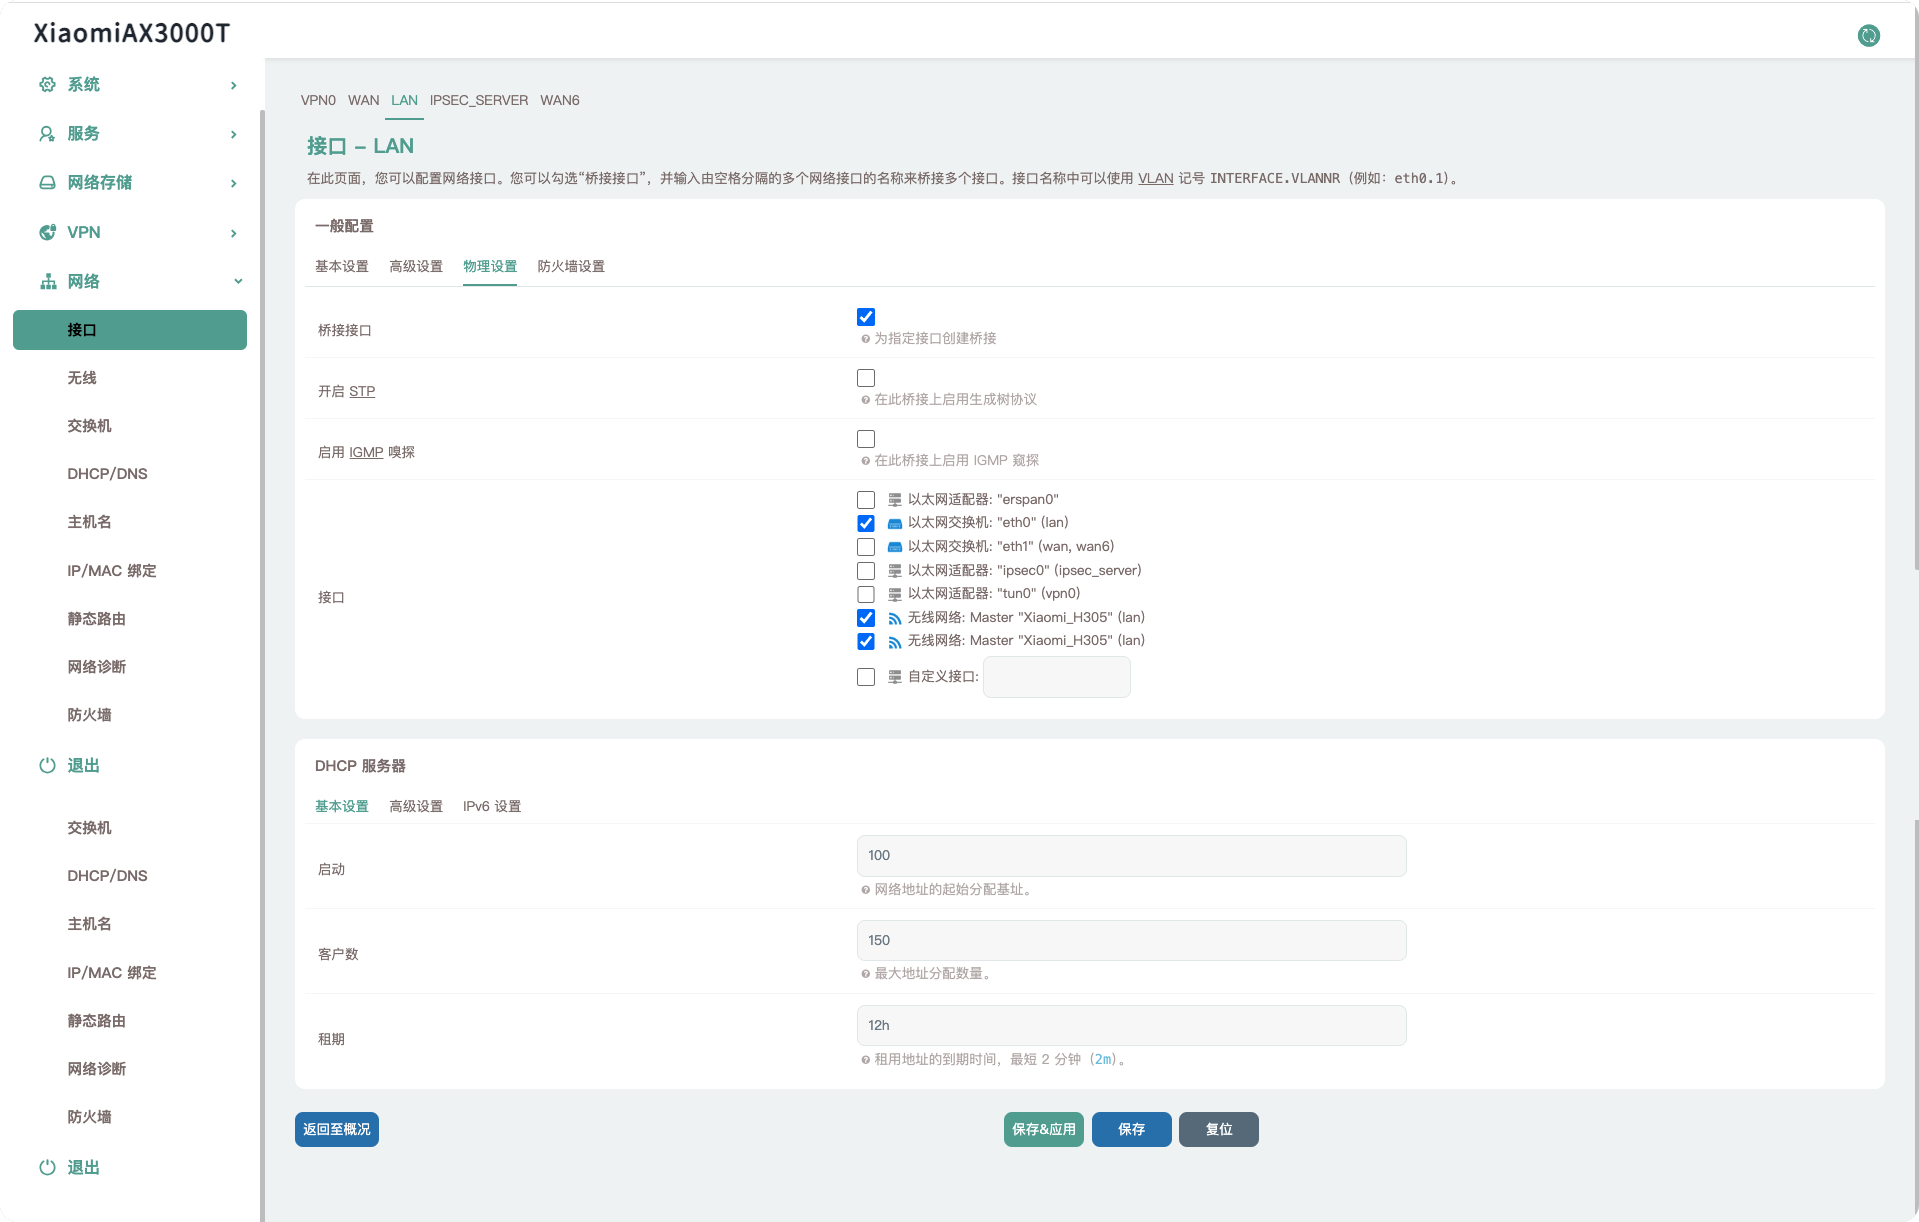 XiaomiAX3000T
系统
服务
网络存储
VPN
网络
接口
无线
交换机
DHCP/DNS
主机名
IP/MAC 绑定
静态路由
网络诊断
防火墙
退出
交换机
DHCP/DNS
主机名
IP/MAC 绑定
静态路由
网络诊断
防火墙
退出
VPN0 WAN LAN IPSEC_SERVER WAN6
接口 – LAN
在此页面，您可以配置网络接口。您可以勾选“桥接接口”，并输入由空格分隔的多个网络接口的名称来桥接多个接口。接口名称中可以使用 VLAN 记号 INTERFACE.VLANNR（例如：eth0.1）。
一般配置
基本设置 高级设置 物理设置 防火墙设置
桥接接口
为指定接口创建桥接
开启 STP
在此桥接上启用生成树协议
启用 IGMP 嗅探
在此桥接上启用 IGMP 窥探
接口
以太网适配器: "erspan0"
以太网交换机: "eth0" (lan)
以太网交换机: "eth1" (wan, wan6)
以太网适配器: "ipsec0" (ipsec_server)
以太网适配器: "tun0" (vpn0)
无线网络: Master "Xiaomi_H305" (lan)
无线网络: Master "Xiaomi_H305" (lan)
自定义接口:
DHCP 服务器
基本设置 高级设置 IPv6 设置
启动
100
网络地址的起始分配基址。
客户数
150
最大地址分配数量。
租期
12h
租用地址的到期时间，最短 2 分钟（2m）。
返回至概况
保存&应用 保存 复位